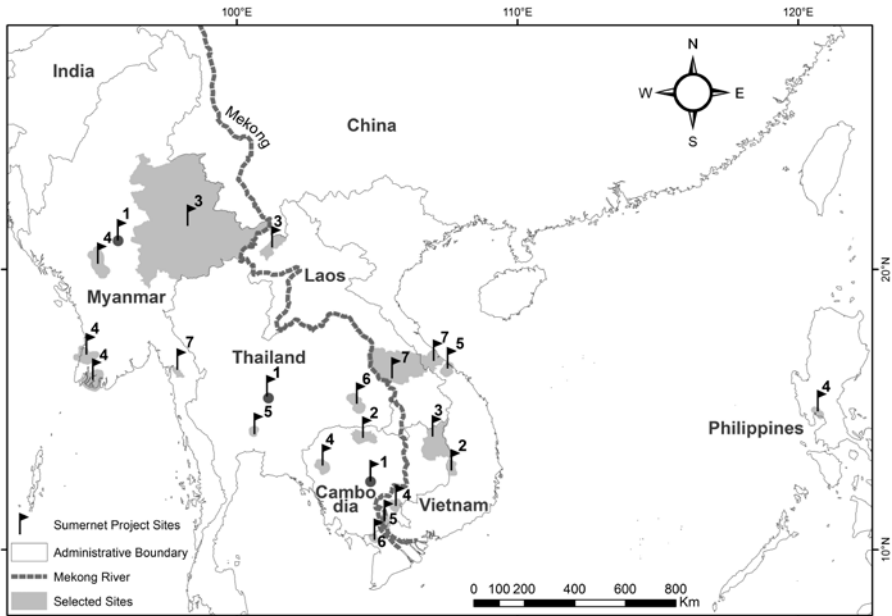 100°E
110°E
120°E
India
N
W
E
S
Mekong
China
3
1
3
4
20°N
Laos
Myanmar
4
7
5
4
7
Thailand
7
1
6
4
5
2
3
Philippines
4
2
1
Cambo
dia
4
Vietnam
5
6
10°N
Sumernet Project Sites
Administrative Boundary
Mekong River
Selected Sites
0 100 200 400 600 800
Km